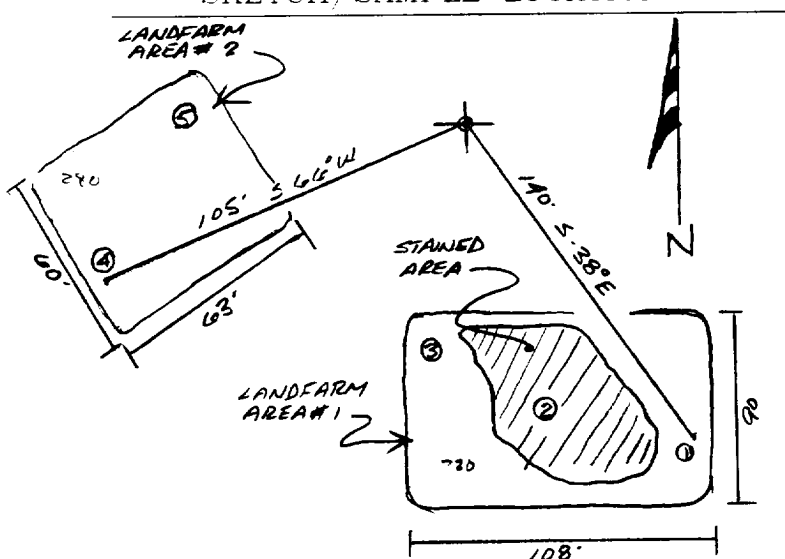 SKETCH/SAMPLE LOCATIONS
LANDFARM
AREA # 2
⑤
240
105' S 66° W
④
60'
63'
140' S 38° E
N
STAINED
AREA
③
②
①
LANDFARM
AREA # 1
720
90
108'